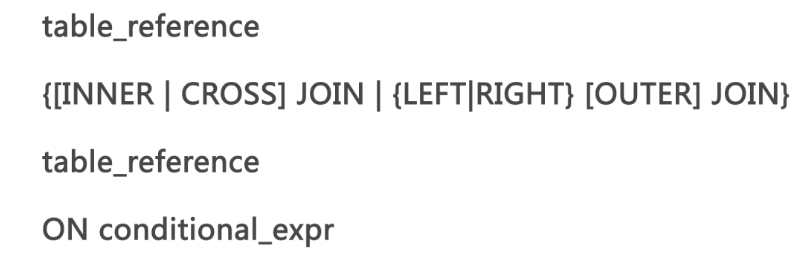 table_reference
{[INNER | CROSS] JOIN | {LEFT|RIGHT} [OUTER] JOIN}
table_reference
ON conditional_expr